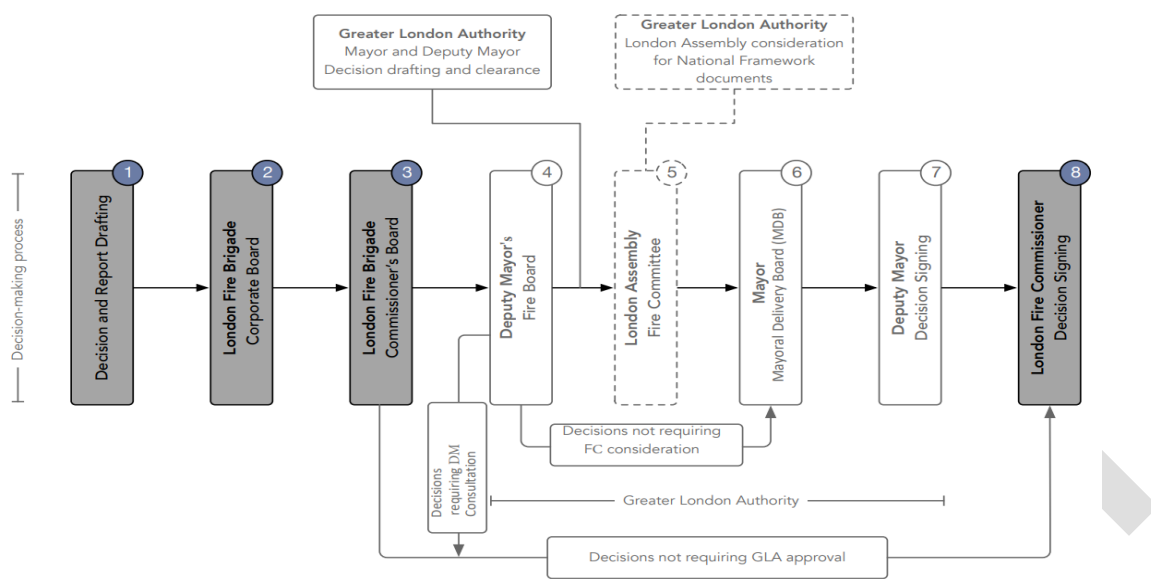 Greater London Authority
Mayor and Deputy Mayor
Decision drafting and clearance
Greater London Authority
London Assembly consideration
for National Framework
documents
Decision-making process
1
Decision and Report Drafting
2
London Fire Brigade
Corporate Board
3
London Fire Brigade
Commissioner's Board
4
Deputy Mayor's
Fire Board
5
London Assembly
Fire Committee
6
Mayor
Mayoral Delivery Board (MDB)
7
Deputy Mayor
Decision Signing
8
London Fire Commissioner
Decision Signing
Decisions
requiring DM
Consultation
Decisions not requiring
FC consideration
Greater London Authority
Decisions not requiring GLA approval